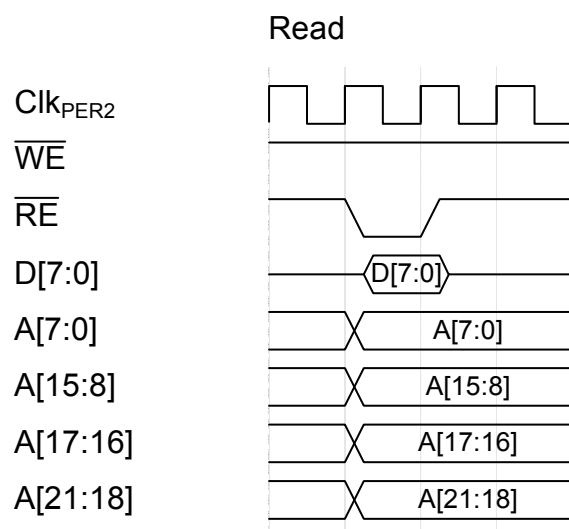 Read
ClkPER2
WE
RE
D[7:0] D[7:0]
A[7:0] A[7:0]
A[15:8] A[15:8]
A[17:16] A[17:16]
A[21:18] A[21:18]